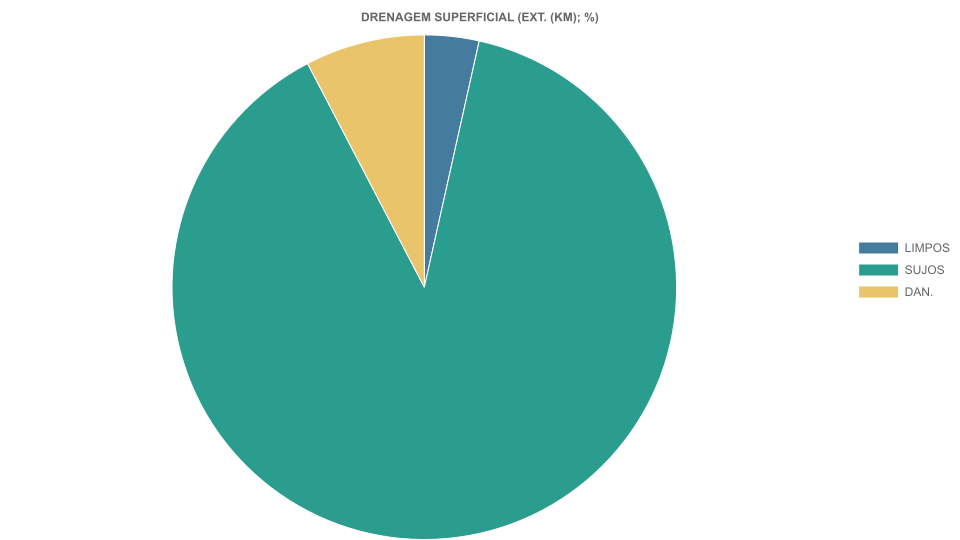 DRENAGEM SUPERFICIAL (EXT. (KM); %)
LIMPOS
SUJOS
DAN.